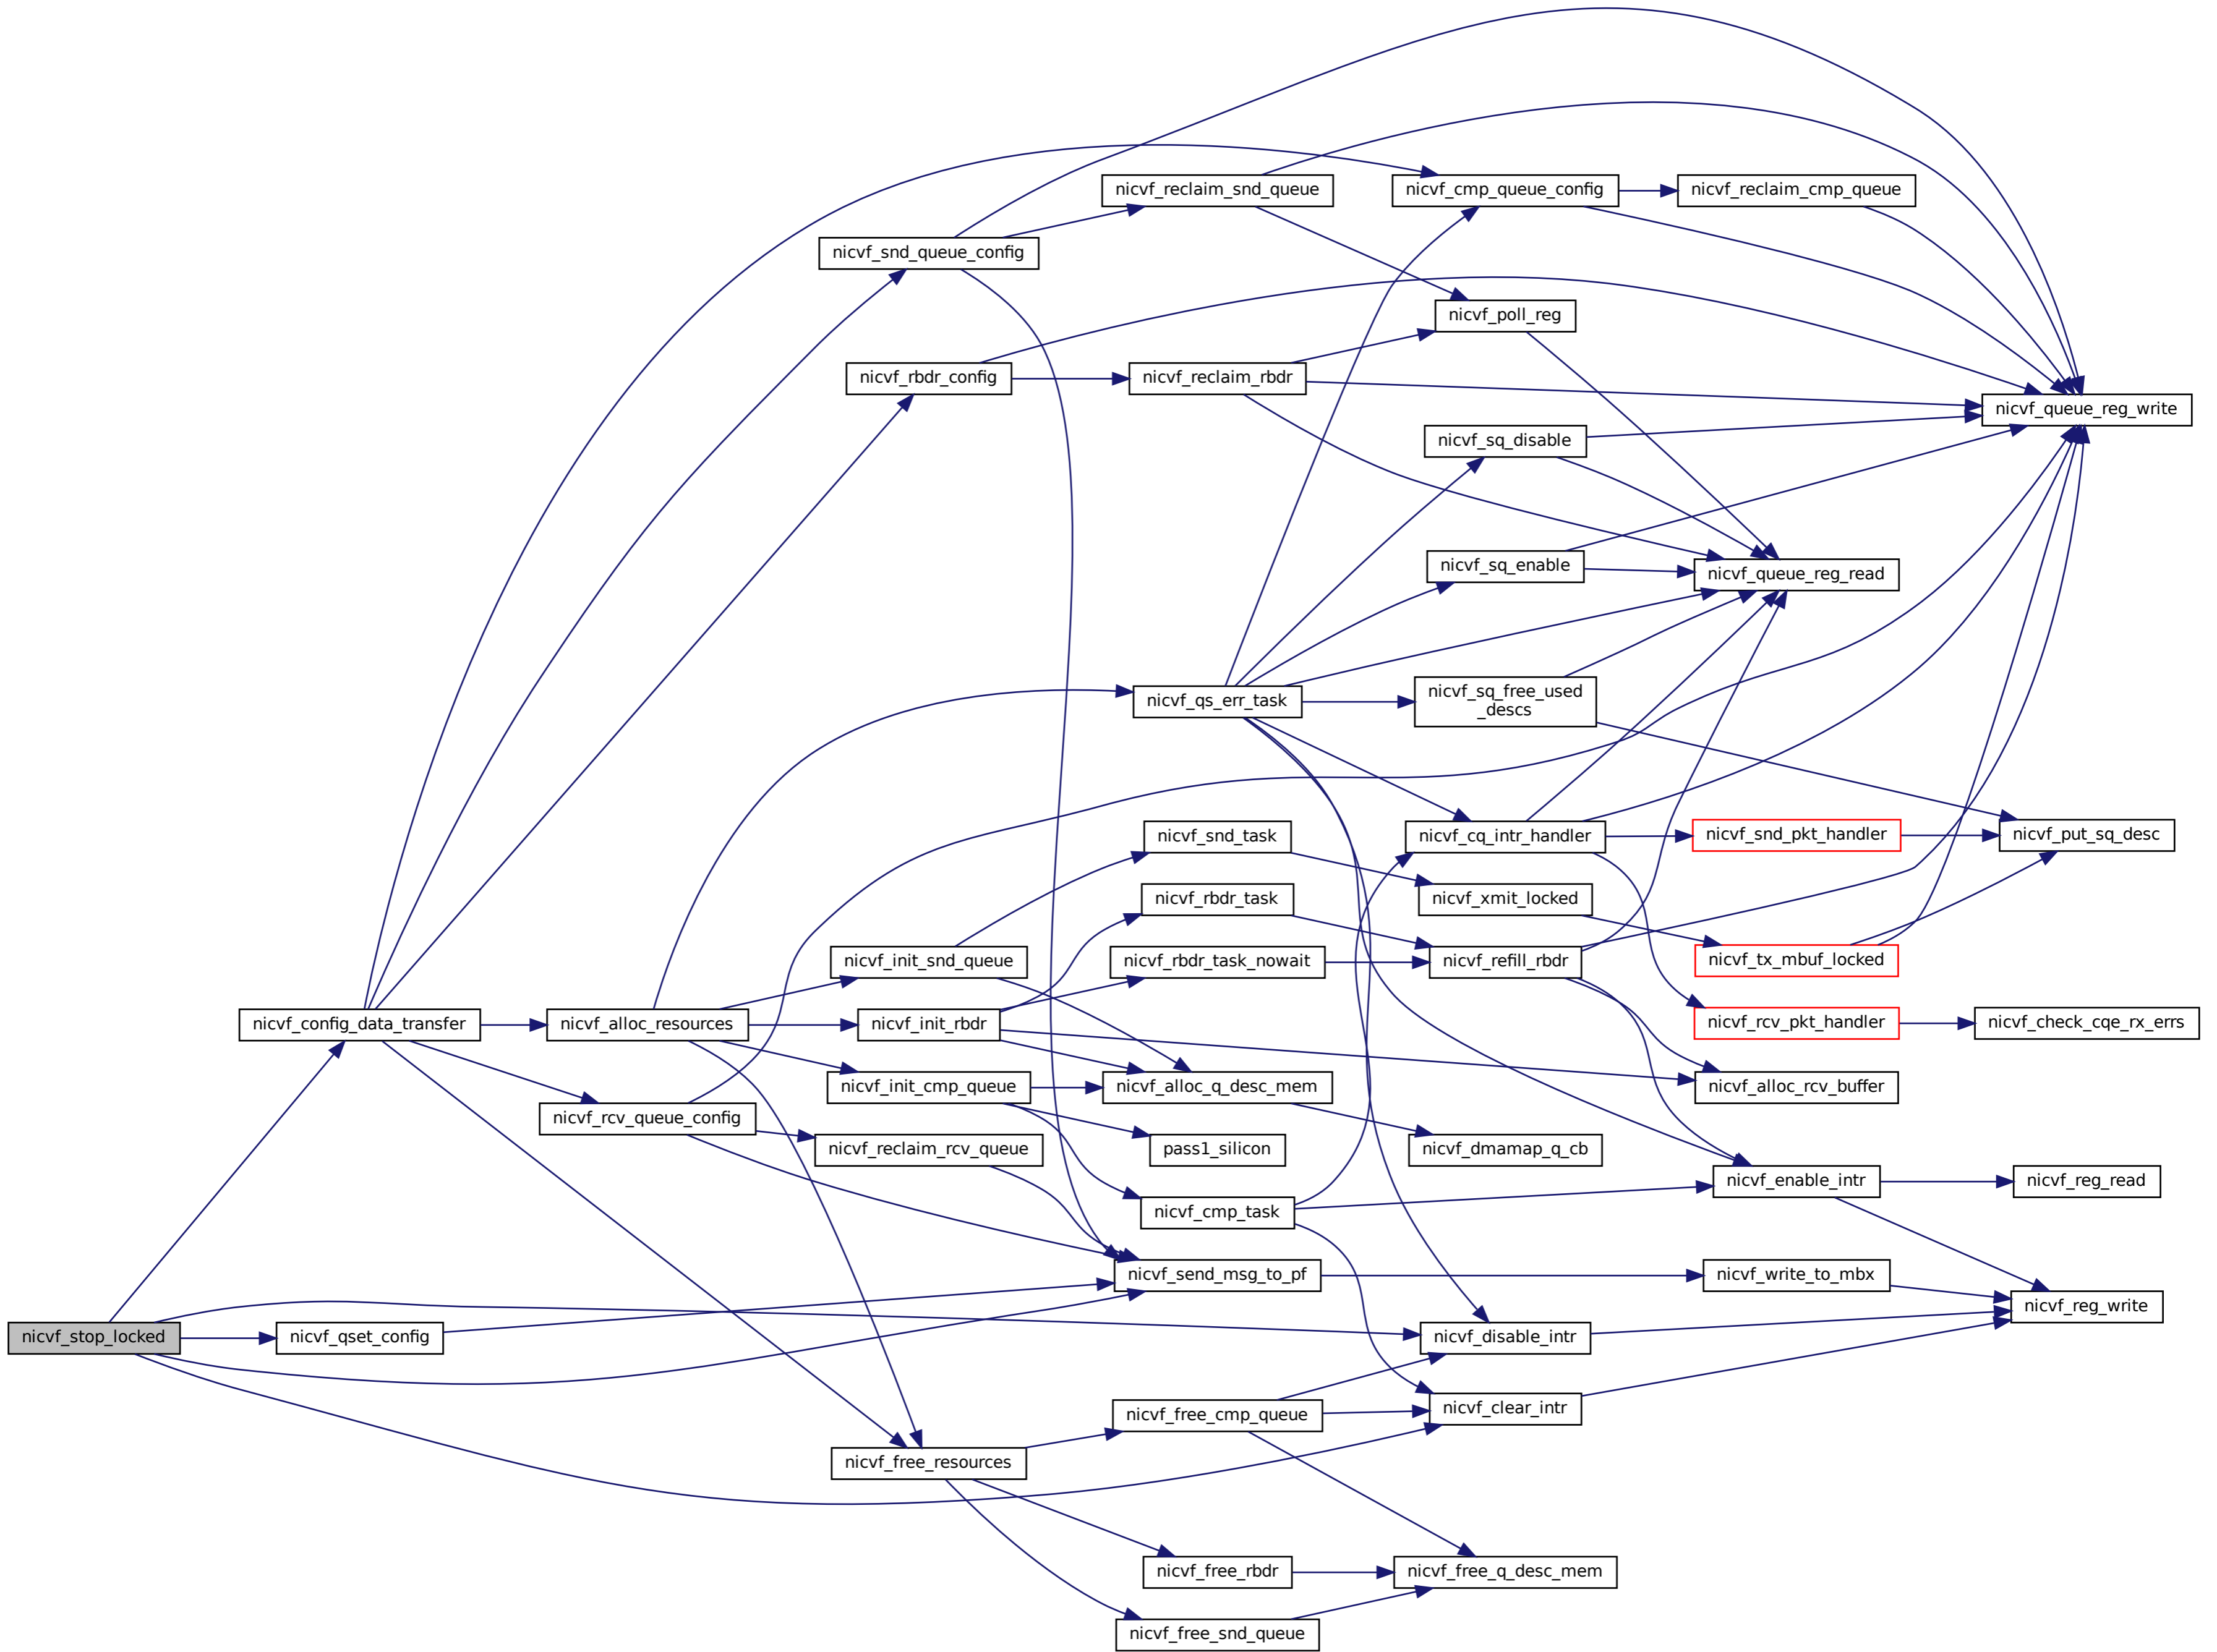 nicvf_reclaim_snd_queue
nicvf_cmp_queue_config
nicvf_reclaim_cmp_queue
nicvf_snd_queue_config
nicvf_poll_reg
nicvf_rbdr_config
nicvf_reclaim_rbdr
nicvf_queue_reg_write
nicvf_sq_disable
nicvf_sq_enable
nicvf_queue_reg_read
nicvf_qs_err_task
nicvf_sq_free_used
_descs
nicvf_snd_task
nicvf_cq_intr_handler
nicvf_snd_pkt_handler
nicvf_put_sq_desc
nicvf_rbdr_task
nicvf_xmit_locked
nicvf_init_snd_queue
nicvf_rbdr_task_nowait
nicvf_refill_rbdr
nicvf_tx_mbuf_locked
nicvf_config_data_transfer
nicvf_alloc_resources
nicvf_init_rbdr
nicvf_rcv_pkt_handler
nicvf_check_cqe_rx_errs
nicvf_init_cmp_queue
nicvf_alloc_q_desc_mem
nicvf_alloc_rcv_buffer
nicvf_rcv_queue_config
nicvf_reclaim_rcv_queue
pass1_silicon
nicvf_dmamap_q_cb
nicvf_enable_intr
nicvf_reg_read
nicvf_cmp_task
nicvf_send_msg_to_pf
nicvf_write_to_mbx
nicvf_reg_write
nicvf_stop_locked
nicvf_qset_config
nicvf_disable_intr
nicvf_free_cmp_queue
nicvf_clear_intr
nicvf_free_resources
nicvf_free_rbdr
nicvf_free_q_desc_mem
nicvf_free_snd_queue